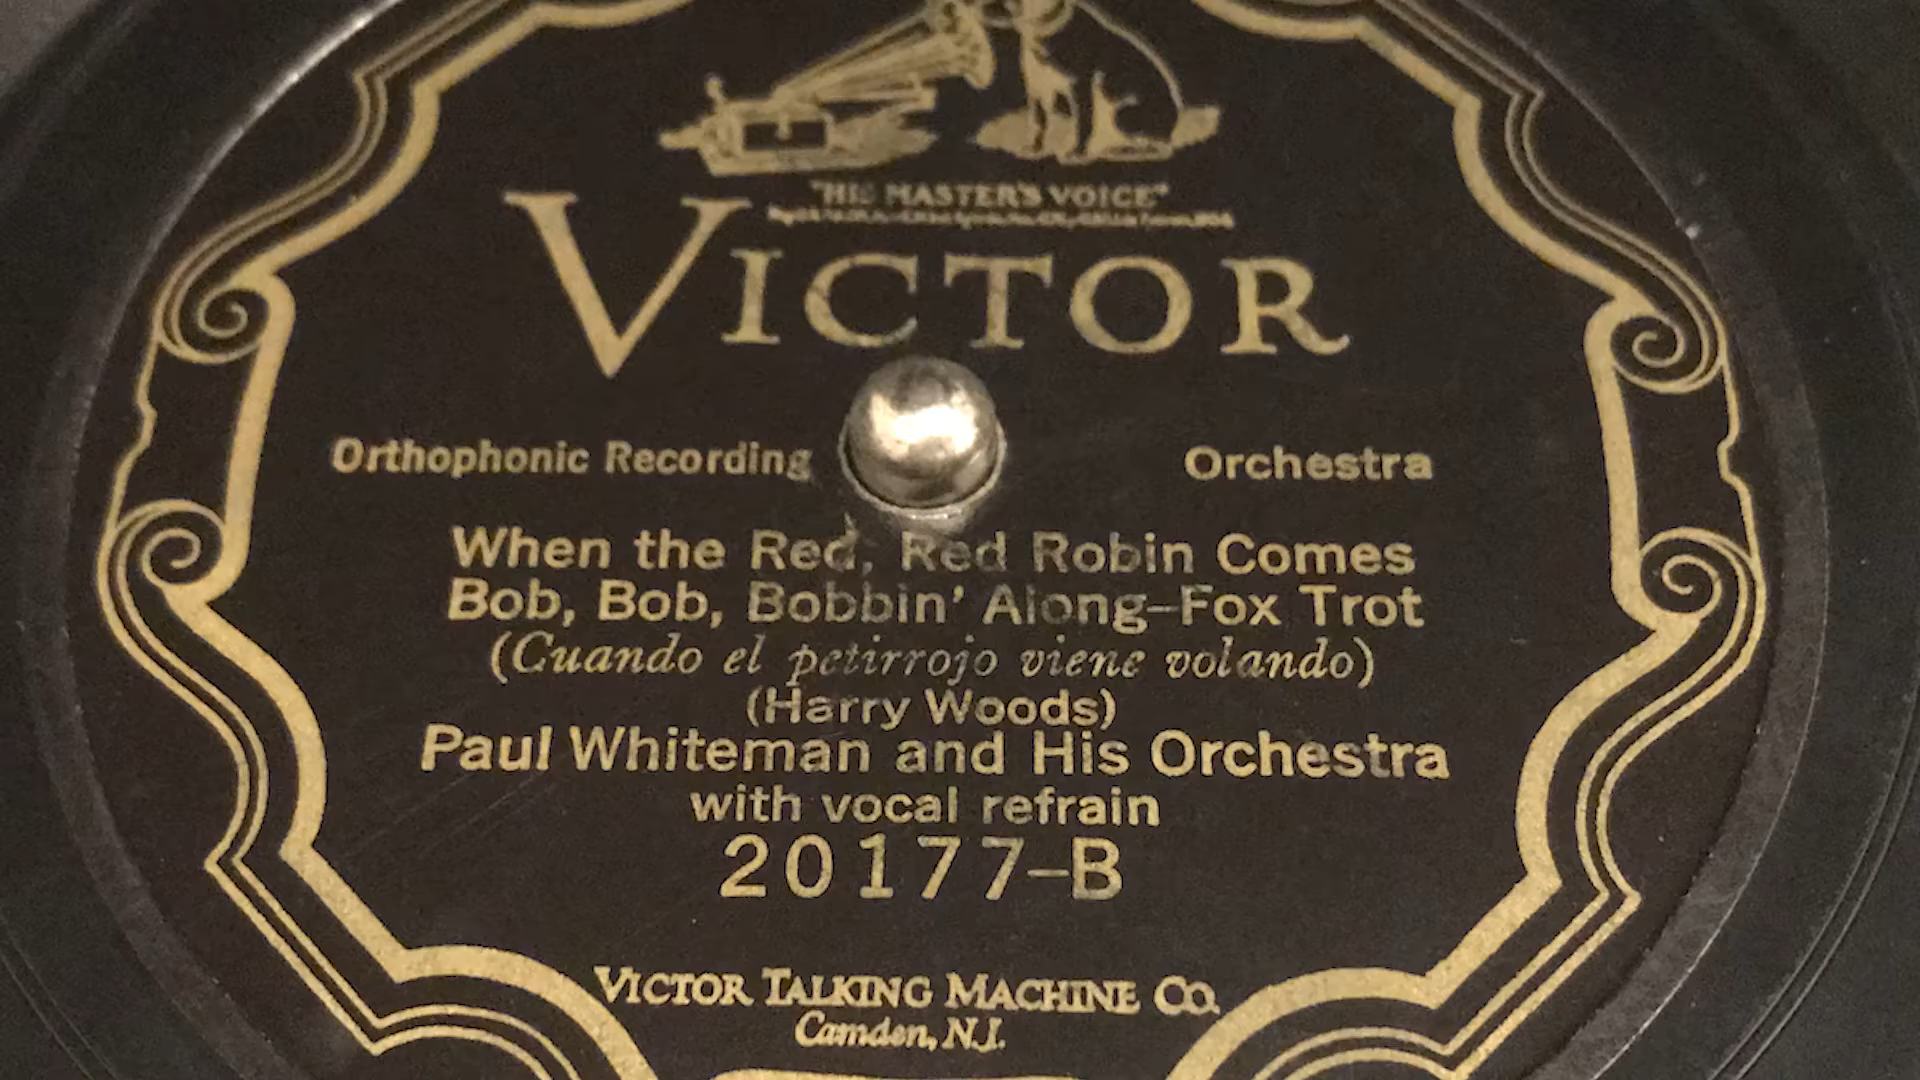 "HIS MASTER'S VOICE"
VICTOR
Orthophonic Recording Orchestra
When the Red, Red Robin Comes
Bob, Bob, Bobbin' Along–Fox Trot
(Cuando el petirrojo viene volando)
(Harry Woods)
Paul Whiteman and His Orchestra
with vocal refrain
20177–B
VICTOR TALKING MACHINE CO.
Camden, N.J.